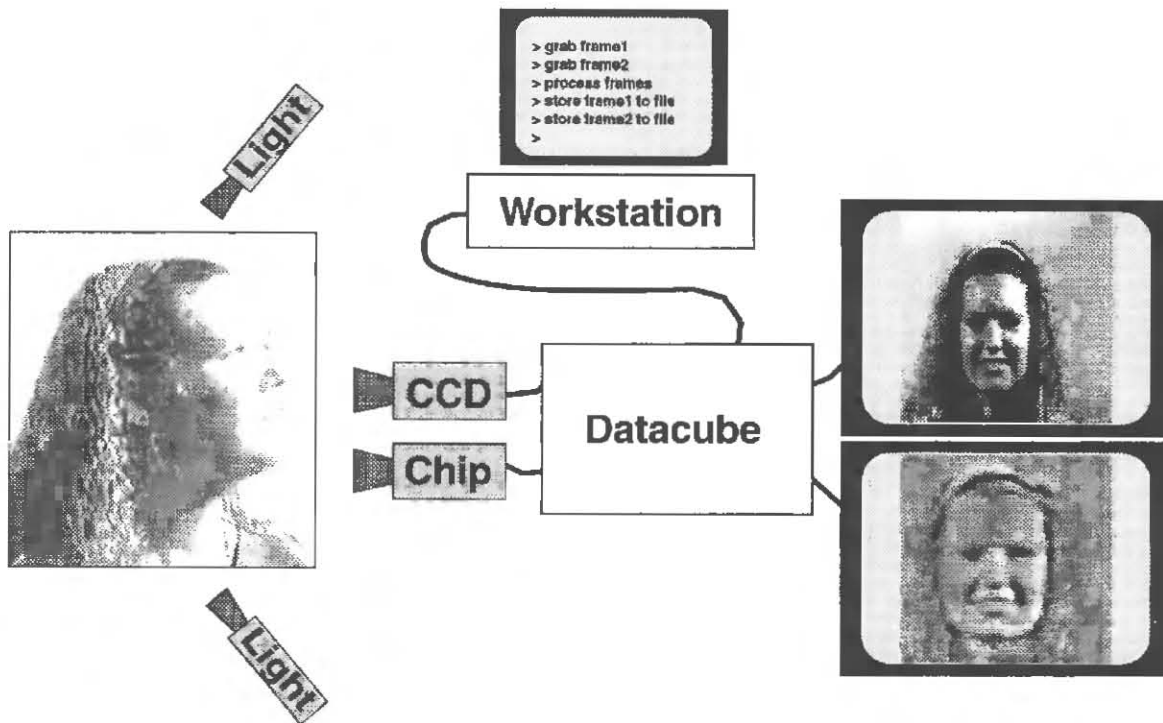 > grab frame1
> grab frame2
> process frames
> store frame1 to file
> store frame2 to file
>
Light
Workstation
CCD
Datacube
Chip
Light